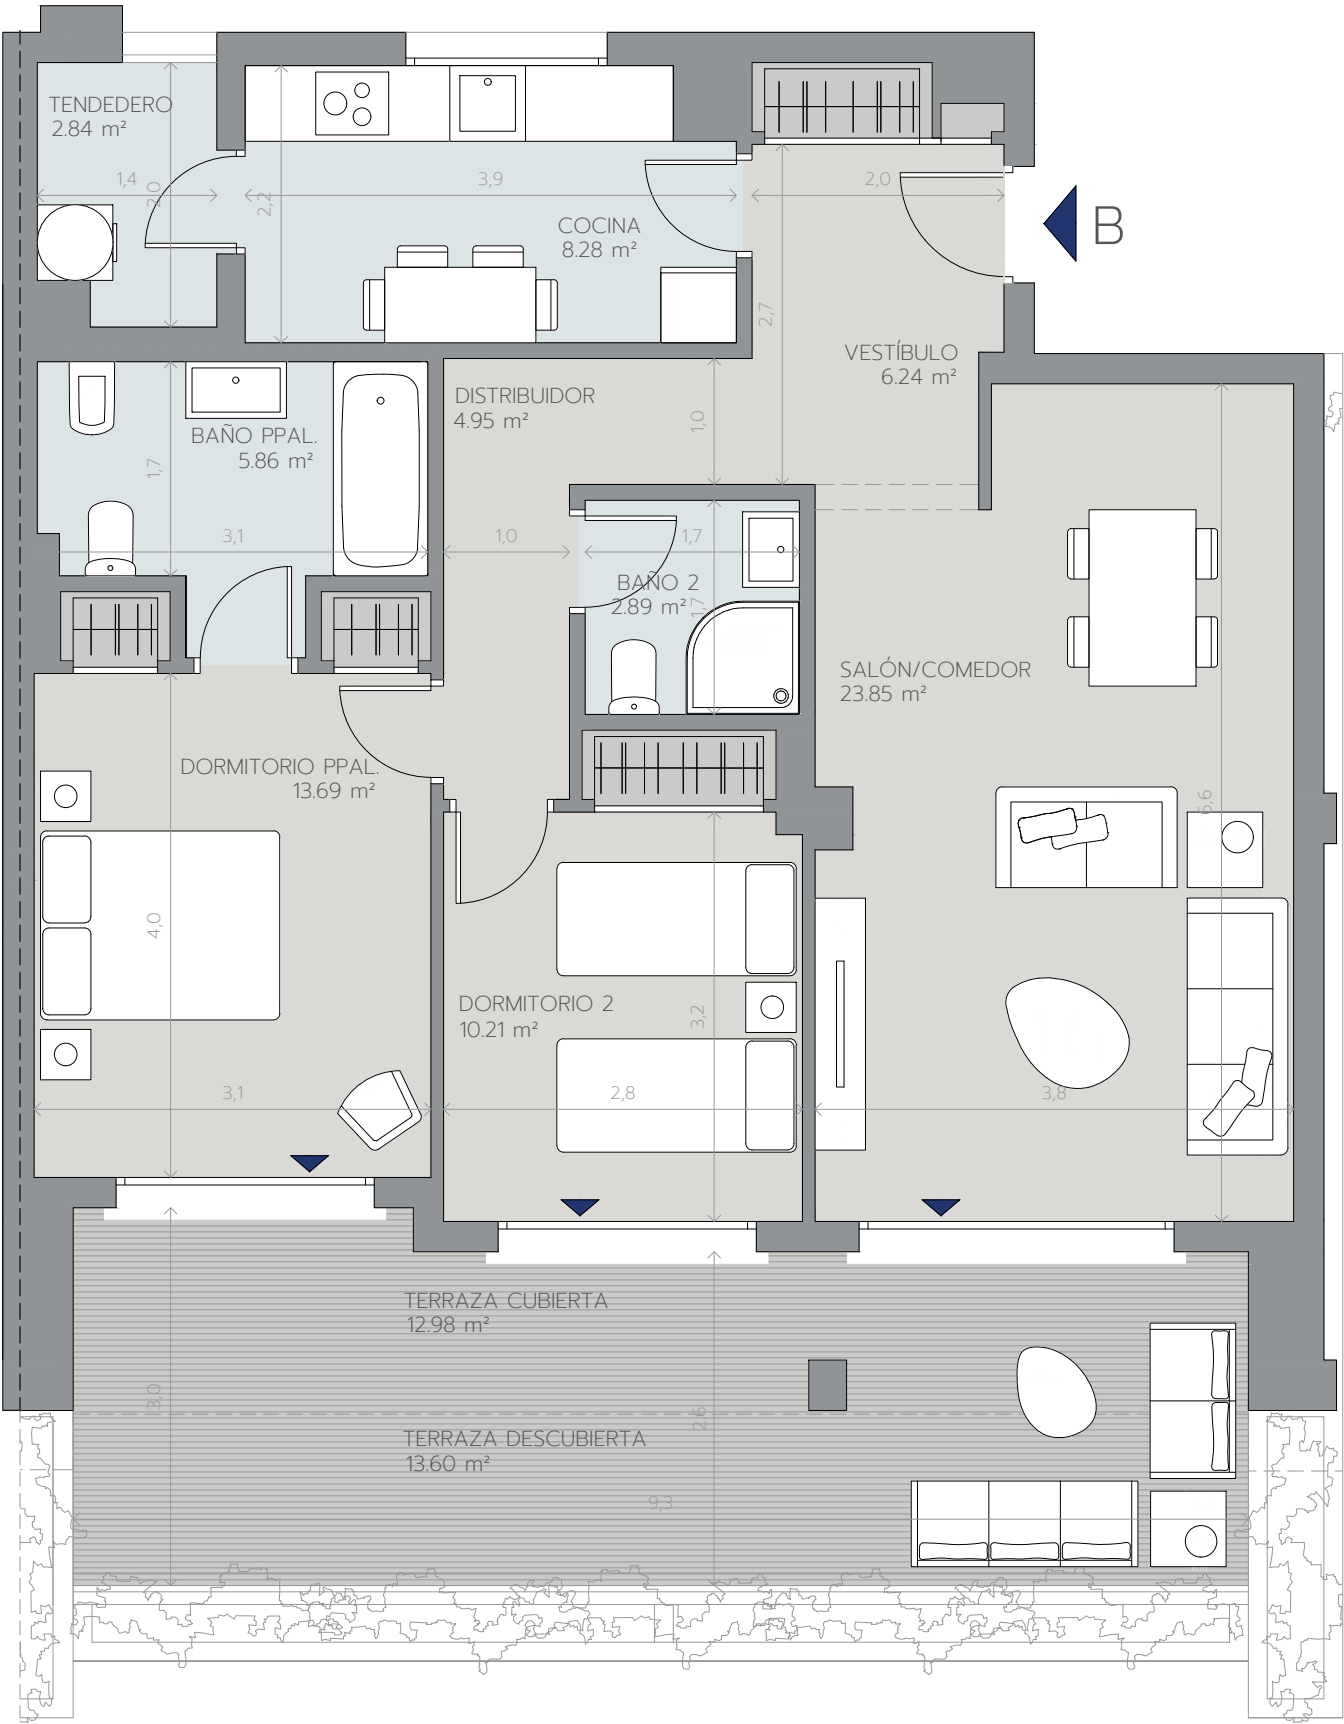 TENDEDERO
2.84 m²
1,4
2,0
2,2
3,9
COCINA
8.28 m²
2,0
B
2,7
VESTÍBULO
6.24 m²
DISTRIBUIDOR
4.95 m²
1,0
BAÑO PPAL.
5.86 m²
1,7
3,1
1,0
1,7
BAÑO 2
2.89 m²
1,7
SALÓN/COMEDOR
23.85 m²
DORMITORIO PPAL.
13.69 m²
6,6
4,0
DORMITORIO 2
10.21 m²
3,2
3,1
2,8
3,8
TERRAZA CUBIERTA
12.98 m²
3,0
2,6
TERRAZA DESCUBIERTA
13.60 m²
9,3